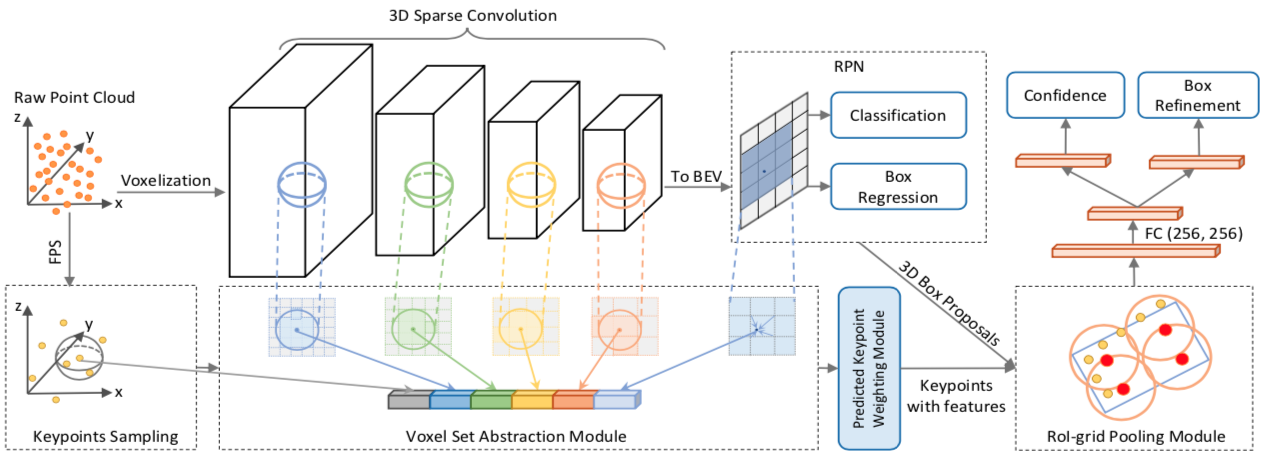 3D Sparse Convolution
Raw Point Cloud
z
y
x
Voxelization
FPS
To BEV
RPN
Classification
Box
Regression
Confidence
Box
Refinement
FC (256, 256)
3D Box Proposals
z
y
x
Keypoints Sampling
Voxel Set Abstraction Module
Predicted Keypoint
Weighting Module
Keypoints
with features
RoI-grid Pooling Module